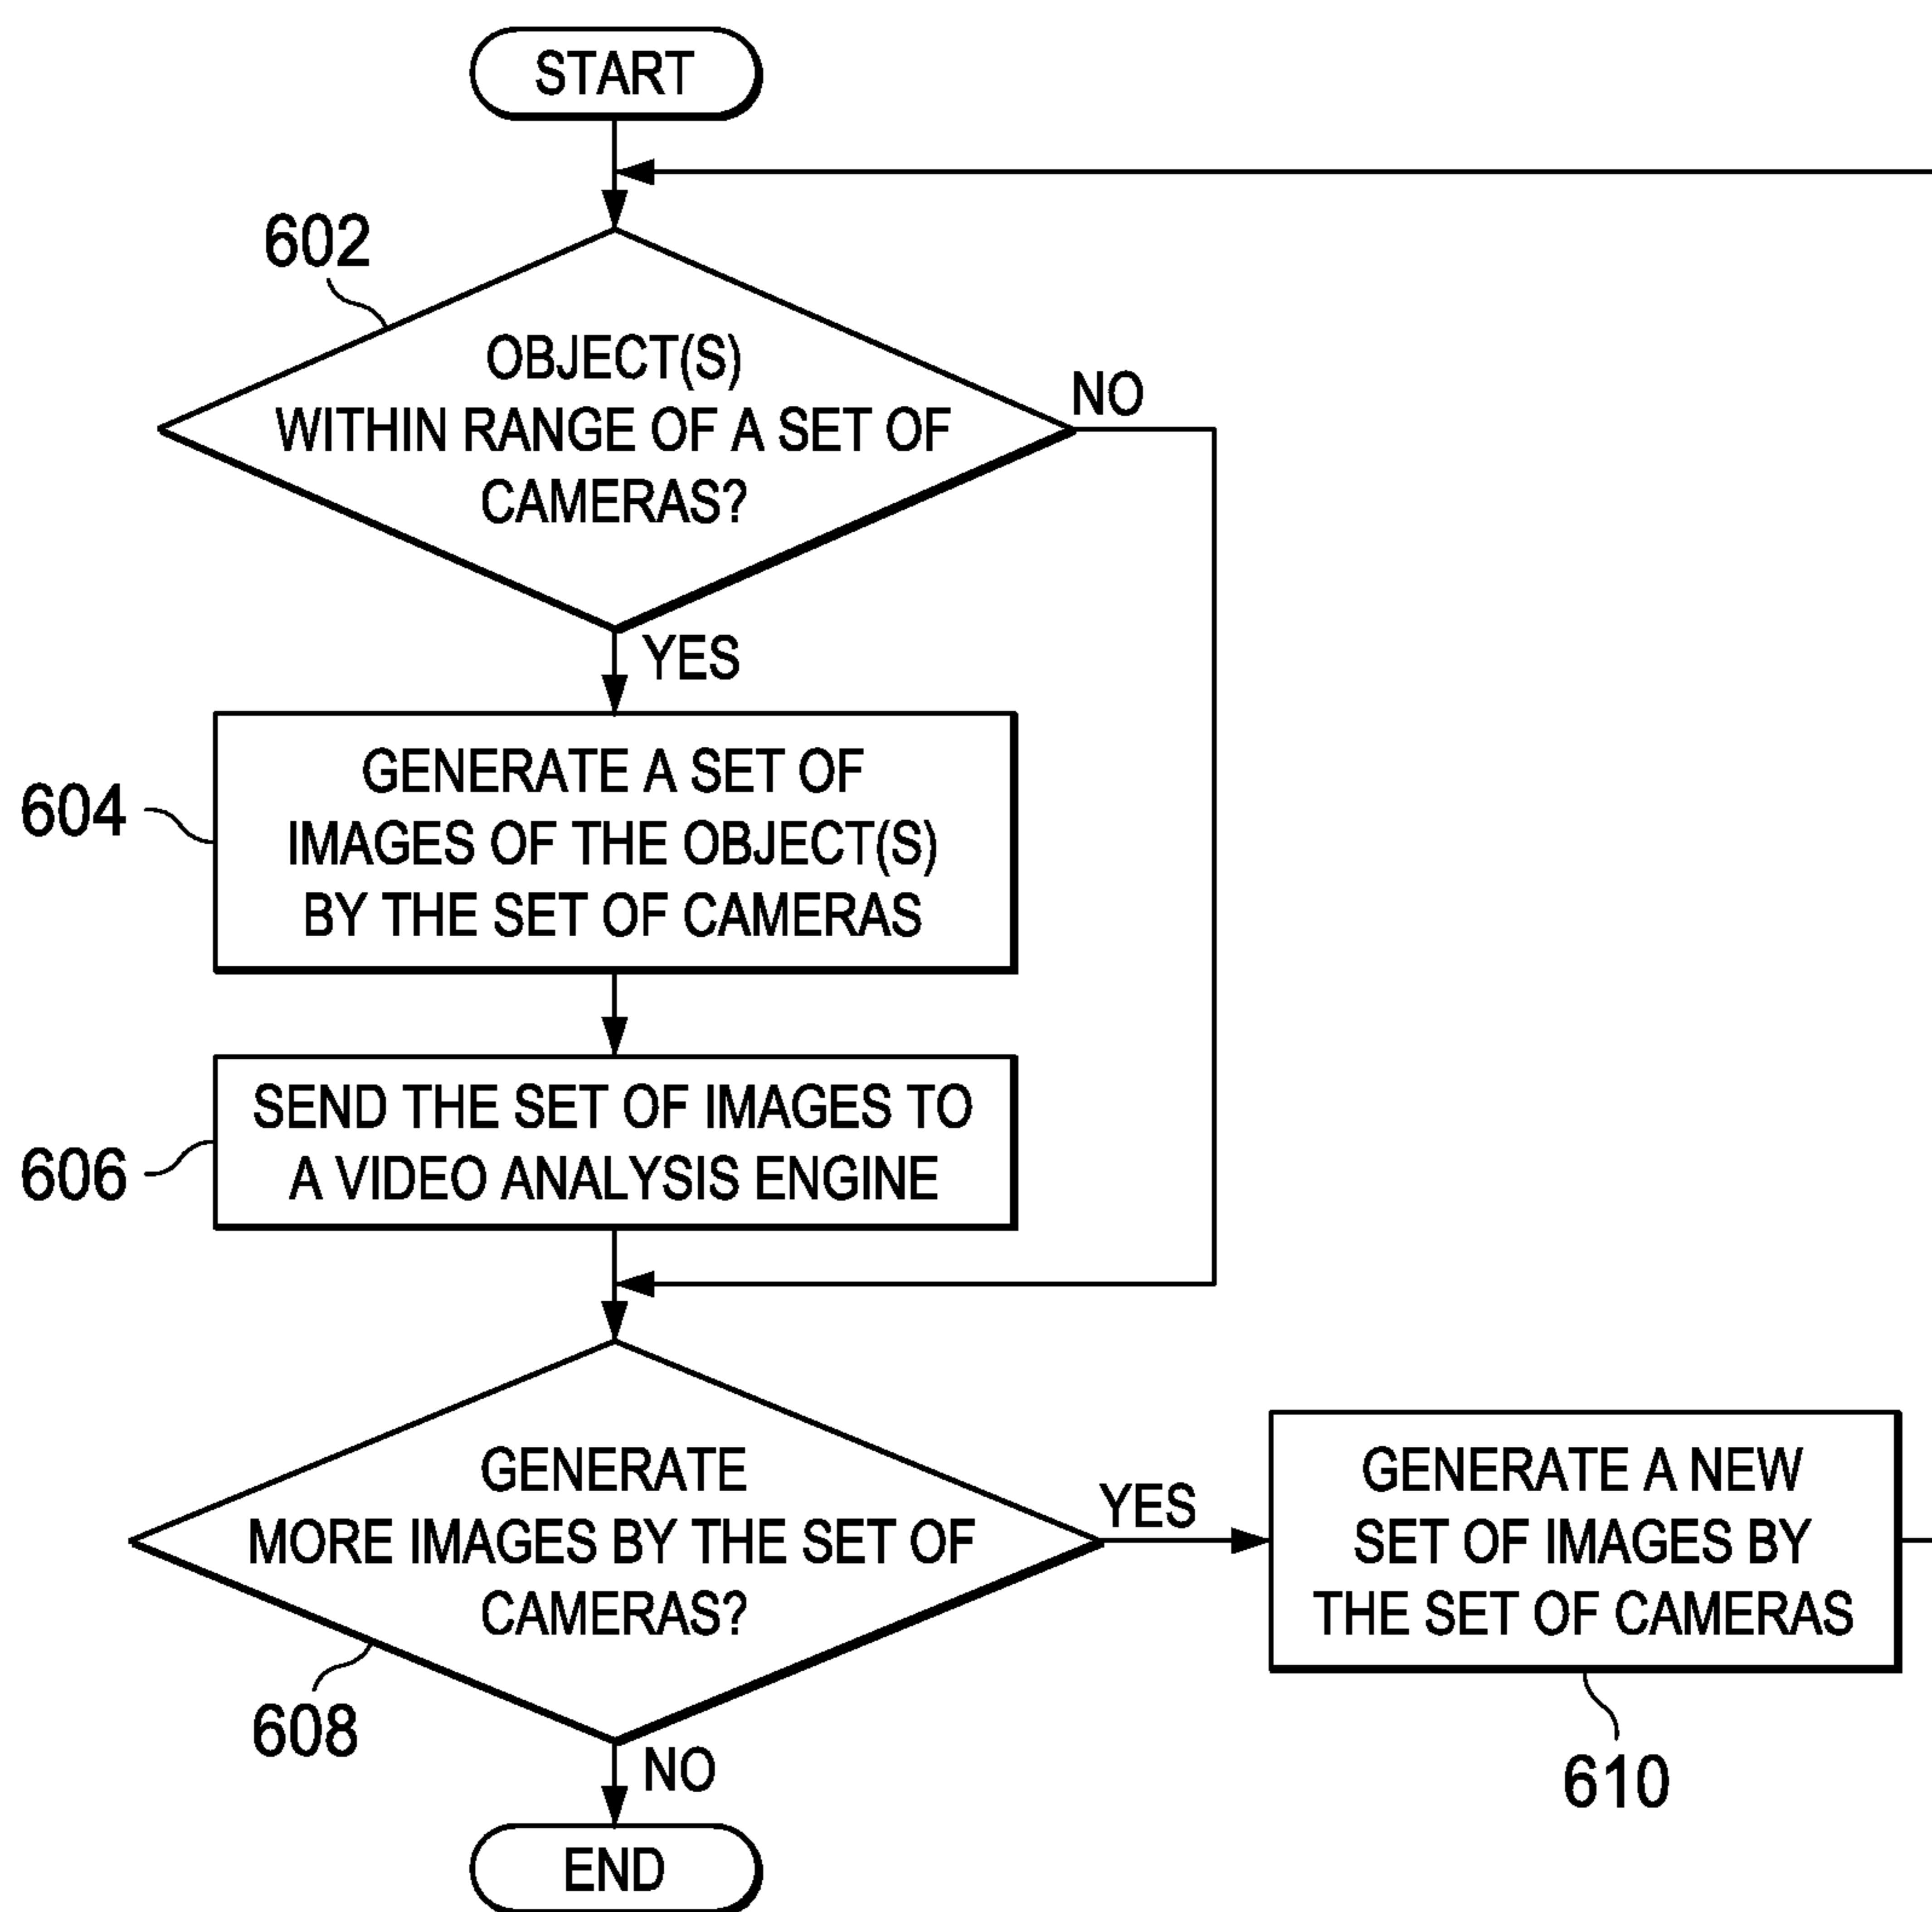 START
602
OBJECT(S)
WITHIN RANGE OF A SET OF
CAMERAS?
NO
YES
604
GENERATE A SET OF
IMAGES OF THE OBJECT(S)
BY THE SET OF CAMERAS
606
SEND THE SET OF IMAGES TO
A VIDEO ANALYSIS ENGINE
GENERATE
MORE IMAGES BY THE SET OF
CAMERAS?
608
YES
GENERATE A NEW
SET OF IMAGES BY
THE SET OF CAMERAS
610
NO
END